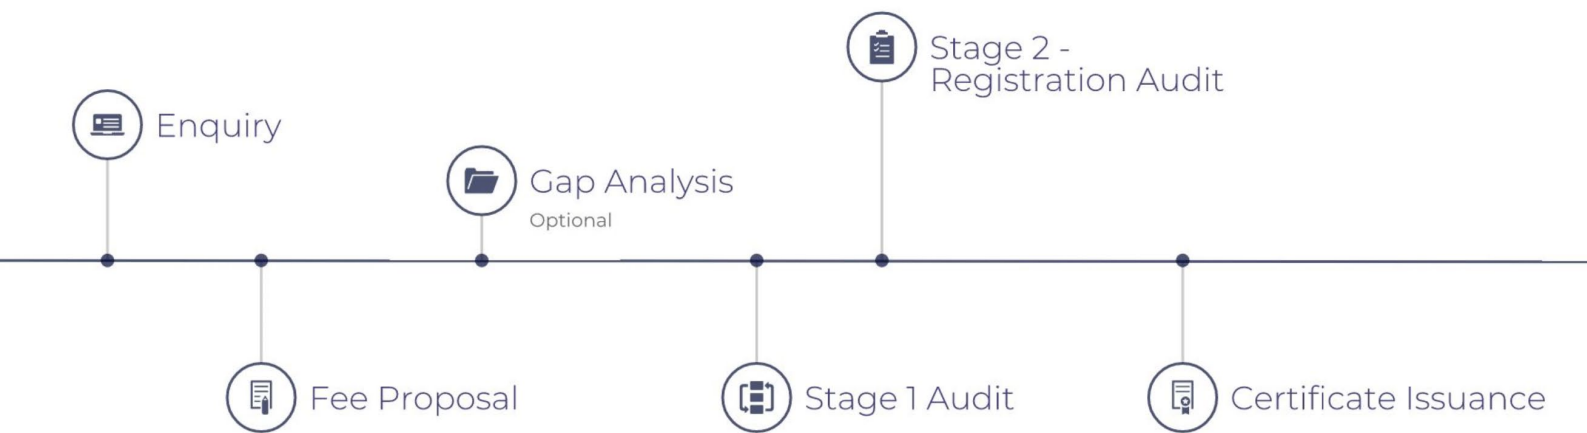 Enquiry
Fee Proposal
Gap Analysis
Optional
Stage 1 Audit
Stage 2 -
Registration Audit
Certificate Issuance